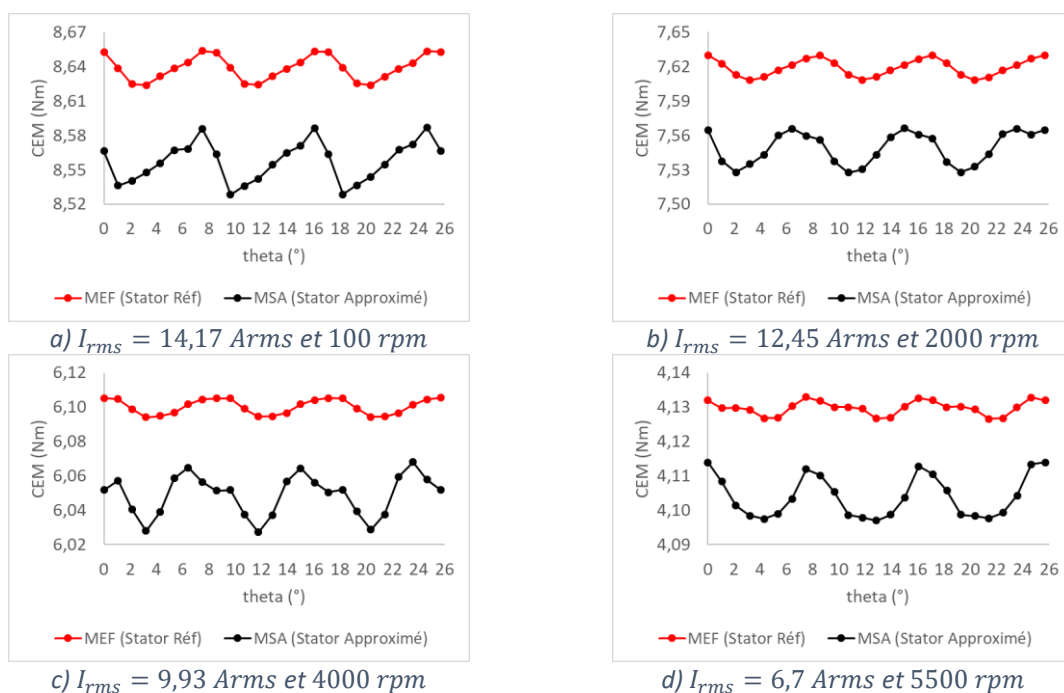 8,67
8,64
8,61
8,58
8,55
8,52
CEM (Nm)
0 2 4 6 8 10 12 14 16 18 20 22 24 26
theta (°)
MEF (Stator Réf) MSA (Stator Approximé)
a) I_rms = 14,17 Arms et 100 rpm
7,65
7,62
7,59
7,56
7,53
7,50
CEM (Nm)
0 2 4 6 8 10 12 14 16 18 20 22 24 26
theta (°)
MEF (Stator Réf) MSA (Stator Approximé)
b) I_rms = 12,45 Arms et 2000 rpm
6,12
6,10
6,08
6,06
6,04
6,02
CEM (Nm)
0 2 4 6 8 10 12 14 16 18 20 22 24 26
theta (°)
MEF (Stator Réf) MSA (Stator Approximé)
c) I_rms = 9,93 Arms et 4000 rpm
4,14
4,13
4,12
4,11
4,10
4,09
CEM (Nm)
0 2 4 6 8 10 12 14 16 18 20 22 24 26
theta (°)
MEF (Stator Réf) MSA (Stator Approximé)
d) I_rms = 6,7 Arms et 5500 rpm